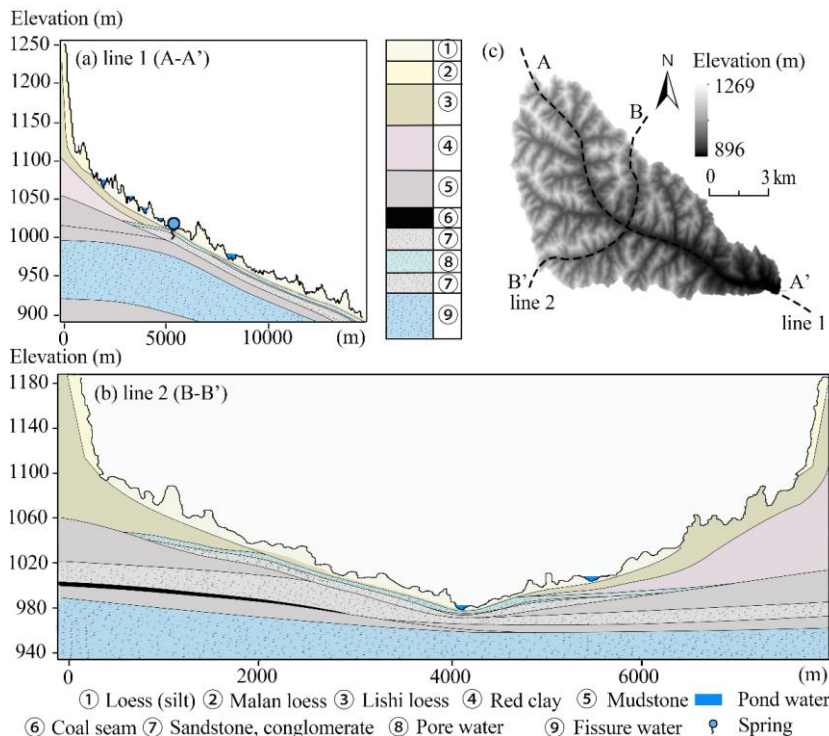 Elevation (m)
1250
1200
1150
1100
1050
1000
950
900
0
5000
10000
(m)
(a) line 1 (A-A’)
①
②
③
④
⑤
⑥
⑦
⑧
⑦
⑨
(c)
A
B
N
Elevation (m)
1269
896
0
3 km
B’
line 2
A’
line 1
Elevation (m)
(b) line 2 (B-B’)
1180
1140
1100
1060
1020
980
940
0
2000
4000
6000
(m)
① Loess (silt) ② Malan loess ③ Lishi loess ④ Red clay ⑤ Mudstone Pond water
⑥ Coal seam ⑦ Sandstone, conglomerate ⑧ Pore water ⑨ Fissure water Spring